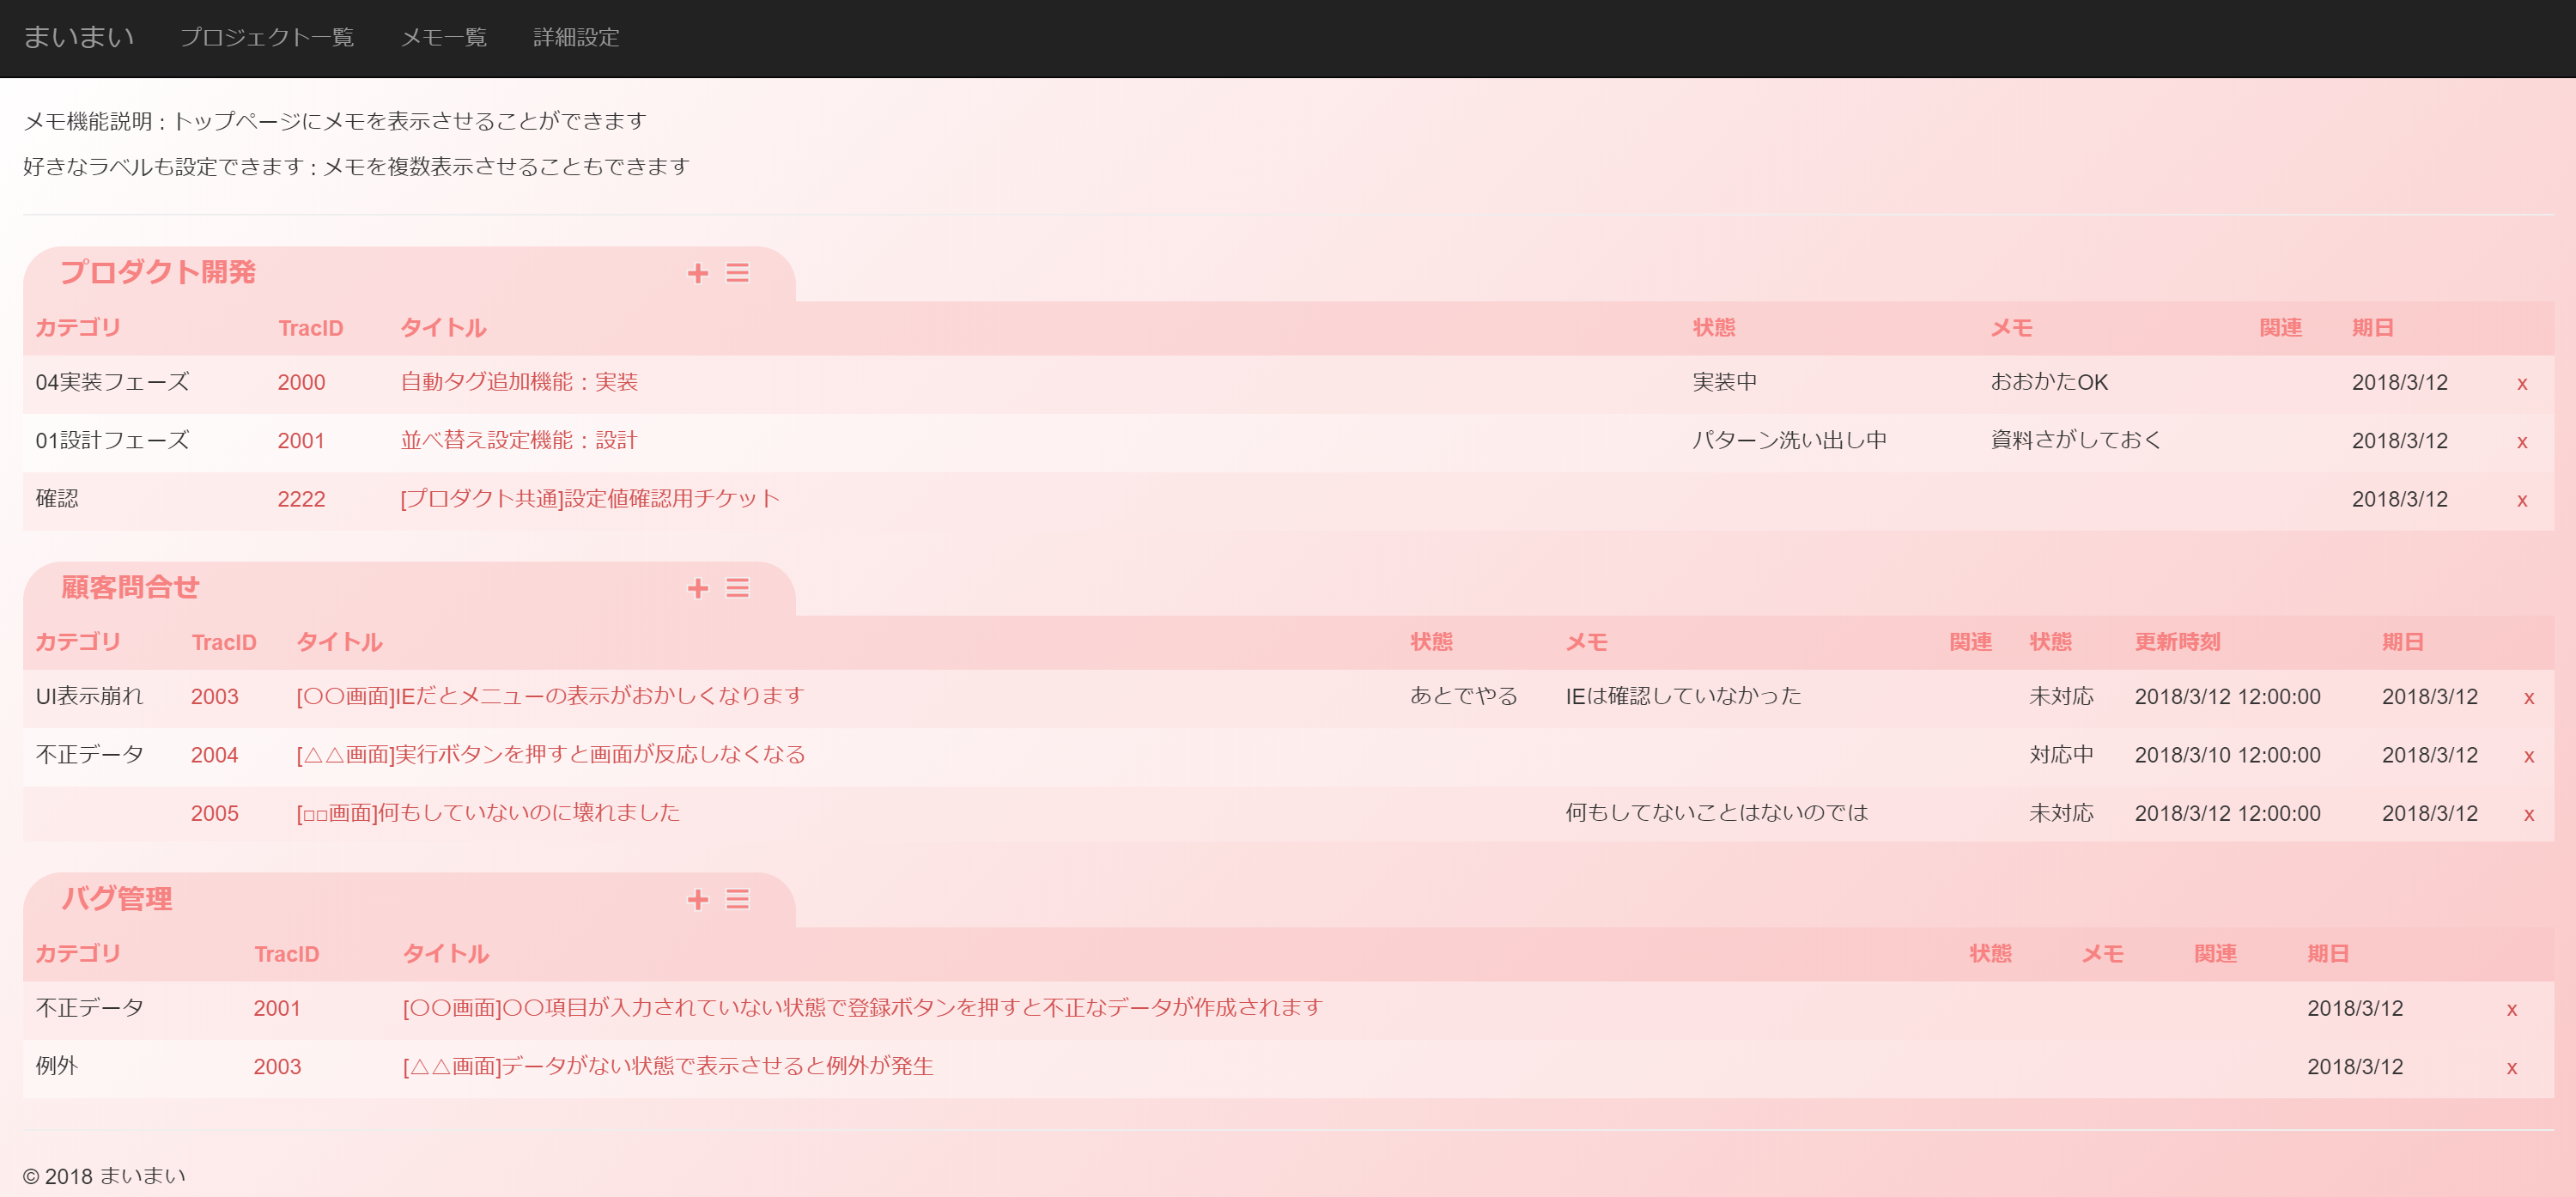 まいまい プロジェクト一覧 メモ一覧 詳細設定
メモ機能説明 : トップページにメモを表示させることができます
好きなラベルも設定できます : メモを複数表示させることもできます
プロダクト開発
カテゴリ TracID タイトル 状態 メモ 関連 期日
04実装フェーズ 2000 自動タグ追加機能：実装 実装中 おおかたOK 2018/3/12 x
01設計フェーズ 2001 並べ替え設定機能：設計 パターン洗い出し中 資料さがしておく 2018/3/12 x
確認 2222 [プロダクト共通]設定値確認用チケット 2018/3/12 x
顧客問合せ
カテゴリ TracID タイトル 状態 メモ 関連 状態 更新時刻 期日
UI表示崩れ 2003 [〇〇画面]IEだとメニューの表示がおかしくなります あとでやる IEは確認していなかった 未対応 2018/3/12 12:00:00 2018/3/12 x
不正データ 2004 [△△画面]実行ボタンを押すと画面が反応しなくなる 対応中 2018/3/10 12:00:00 2018/3/12 x
2005 [□□画面]何もしていないのに壊れました 何もしてないことはないのでは 未対応 2018/3/12 12:00:00 2018/3/12 x
バグ管理
カテゴリ TracID タイトル 状態 メモ 関連 期日
不正データ 2001 [〇〇画面]〇〇項目が入力されていない状態で登録ボタンを押すと不正なデータが作成されます 2018/3/12 x
例外 2003 [△△画面]データがない状態で表示させると例外が発生 2018/3/12 x
© 2018 まいまい